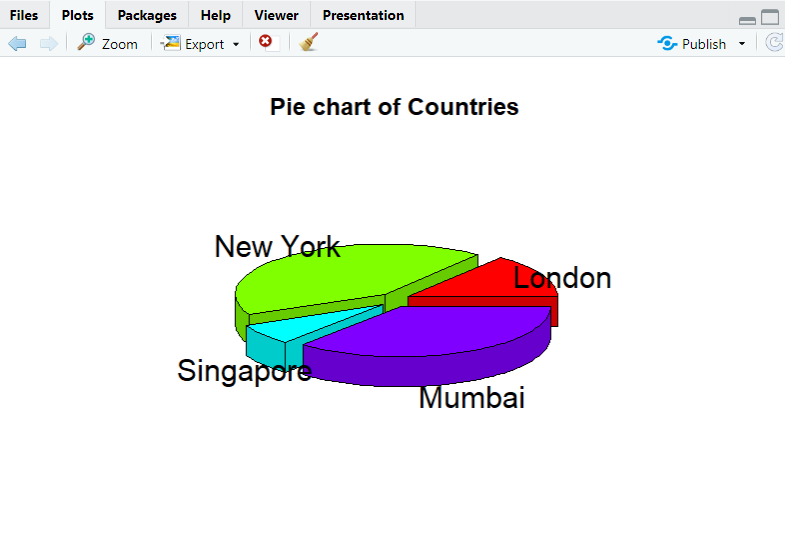 Files Plots Packages Help Viewer Presentation
Zoom Export Publish
Pie chart of Countries
New York
London
Singapore
Mumbai